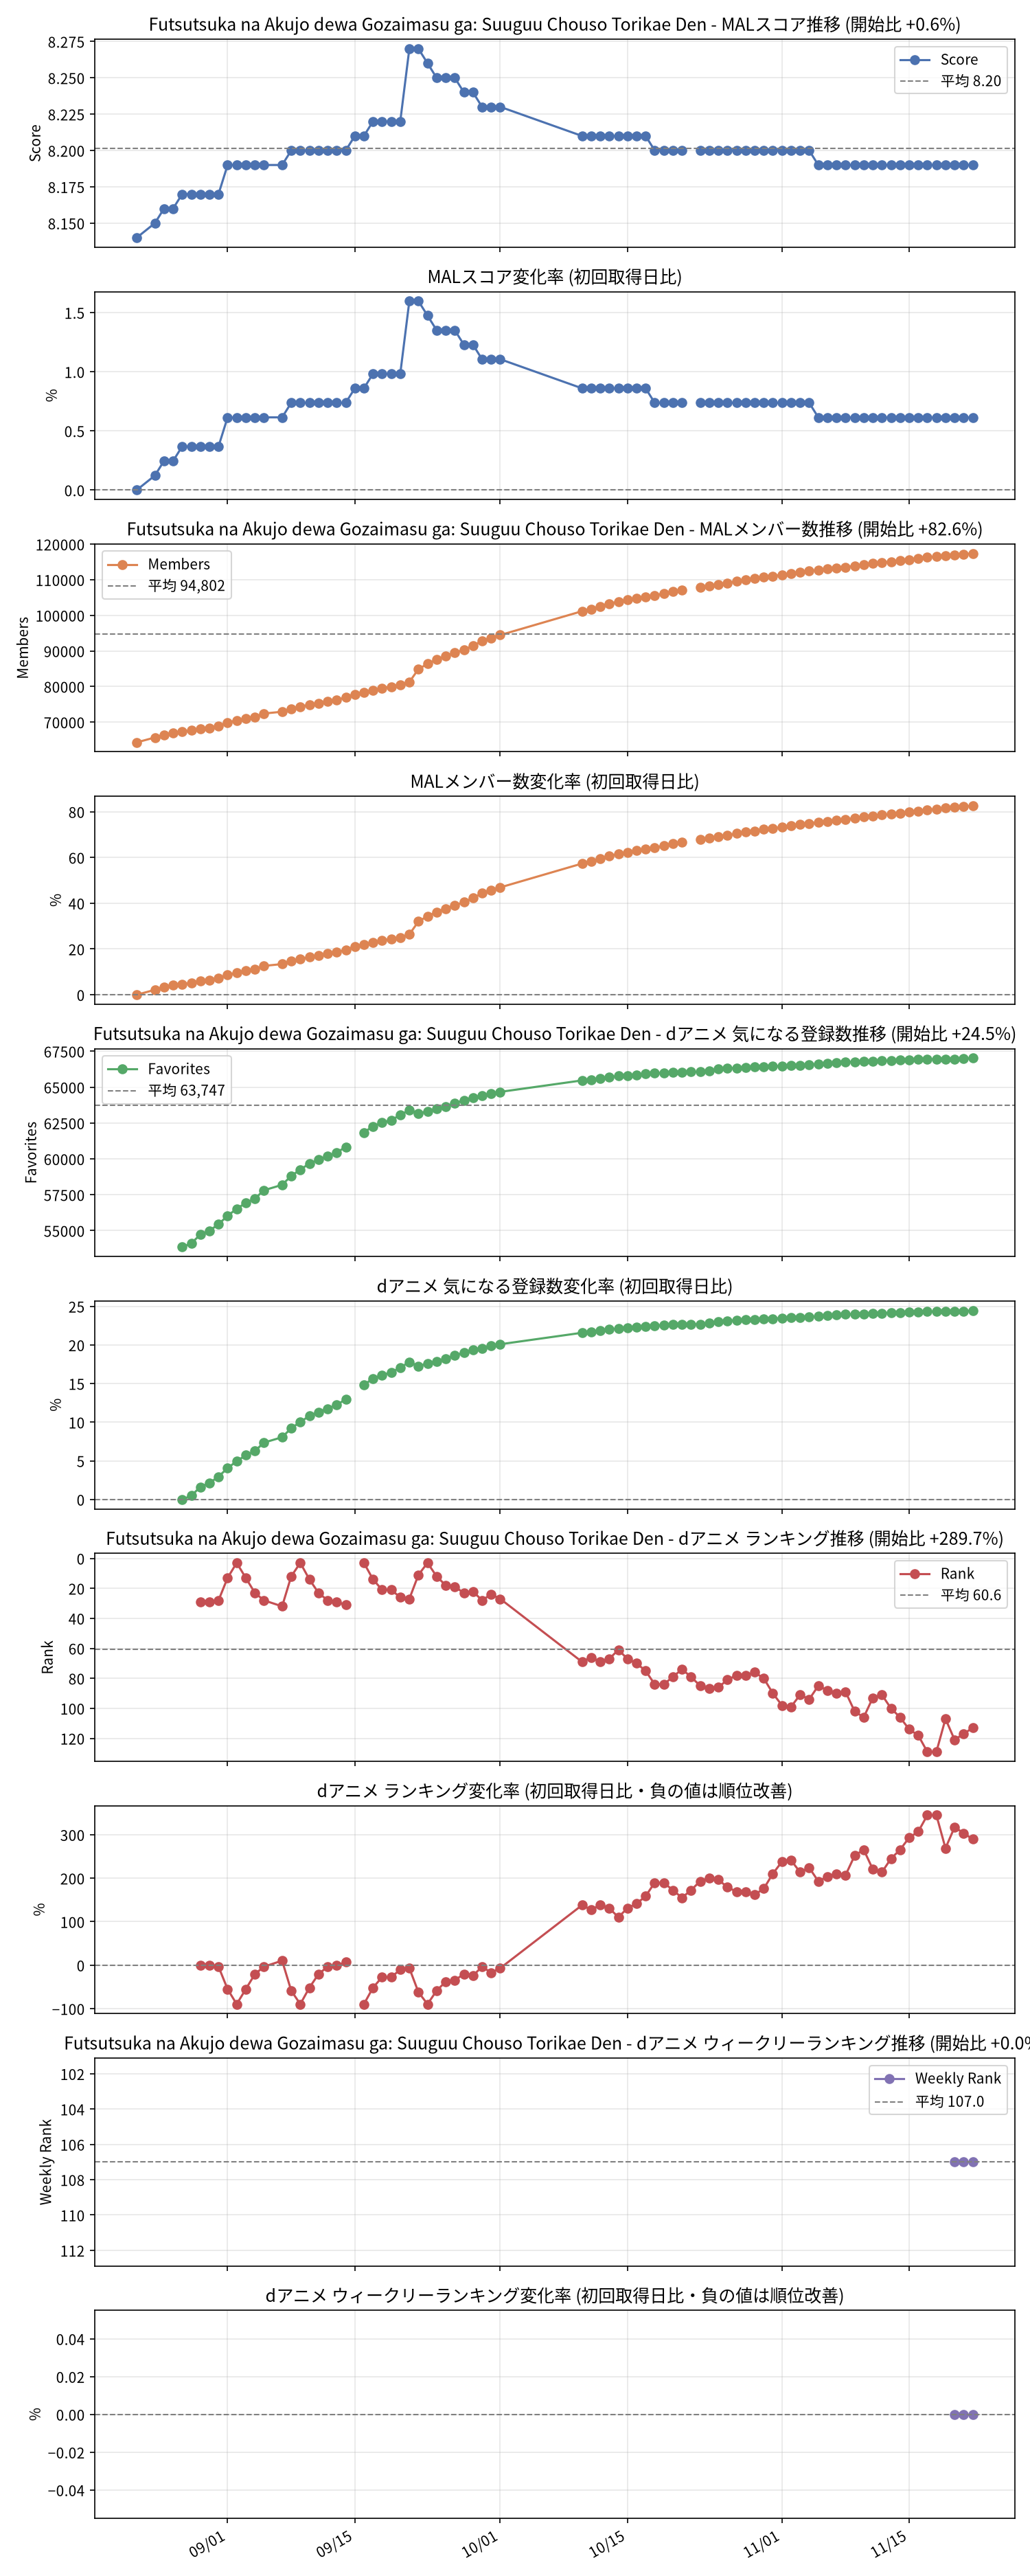 Futsutsuka na Akujo dewa Gozaimasu ga: Suuguu Chouso Torikae Den - MALスコア推移 (開始比 +0.6%)
8.275
8.250
8.225
8.200
8.175
8.150
Score
Score
平均 8.20
MALスコア変化率 (初回取得日比)
1.5
1.0
0.5
0.0
%
Futsutsuka na Akujo dewa Gozaimasu ga: Suuguu Chouso Torikae Den - MALメンバー数推移 (開始比 +82.6%)
120000
110000
100000
90000
80000
70000
Members
Members
平均 94,802
MALメンバー数変化率 (初回取得日比)
80
60
40
20
0
%
Futsutsuka na Akujo dewa Gozaimasu ga: Suuguu Chouso Torikae Den - dアニメ 気になる登録数推移 (開始比 +24.5%)
67500
65000
62500
60000
57500
55000
Favorites
Favorites
平均 63,747
dアニメ 気になる登録数変化率 (初回取得日比)
25
20
15
10
5
0
%
Futsutsuka na Akujo dewa Gozaimasu ga: Suuguu Chouso Torikae Den - dアニメ ランキング推移 (開始比 +289.7%)
0
20
40
60
80
100
120
Rank
Rank
平均 60.6
dアニメ ランキング変化率 (初回取得日比・負の値は順位改善)
300
200
100
0
−100
%
Futsutsuka na Akujo dewa Gozaimasu ga: Suuguu Chouso Torikae Den - dアニメ ウィークリーランキング推移 (開始比 +0.0%
102
104
106
108
110
112
Weekly Rank
Weekly Rank
平均 107.0
dアニメ ウィークリーランキング変化率 (初回取得日比・負の値は順位改善)
0.04
0.02
0.00
−0.02
−0.04
%
09/01
09/15
10/01
10/15
11/01
11/15